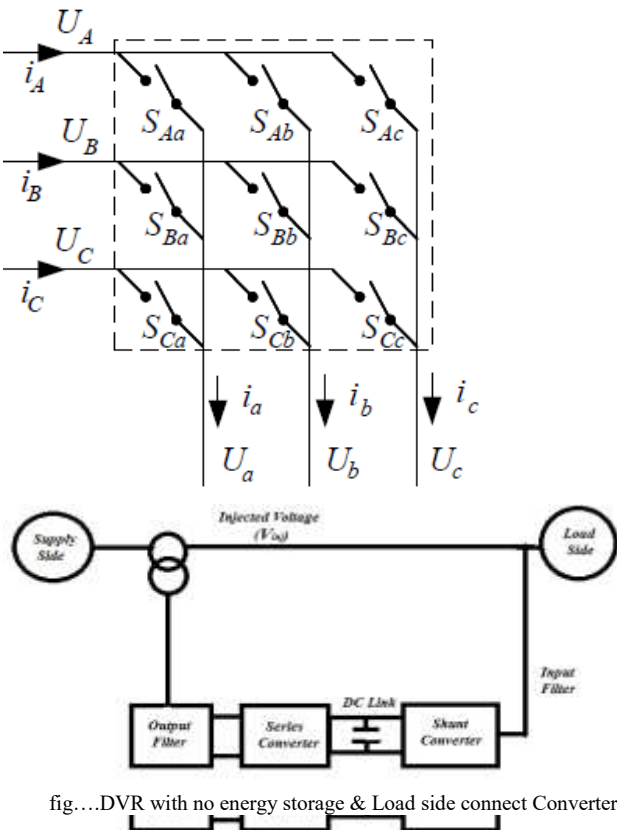 U_A
i_A
S_Aa S_Ab S_Ac
U_B
i_B
S_Ba S_Bb S_Bc
U_C
i_C
S_Ca S_Cb S_Cc
i_a i_b i_c
U_a U_b U_c
Injected Voltage
(Vinj)
Supply
Side
Load
Side
Input
Filter
DC Link
Output
Filter
Series
Converter
Shunt
Converter
fig….DVR with no energy storage & Load side connect Converter